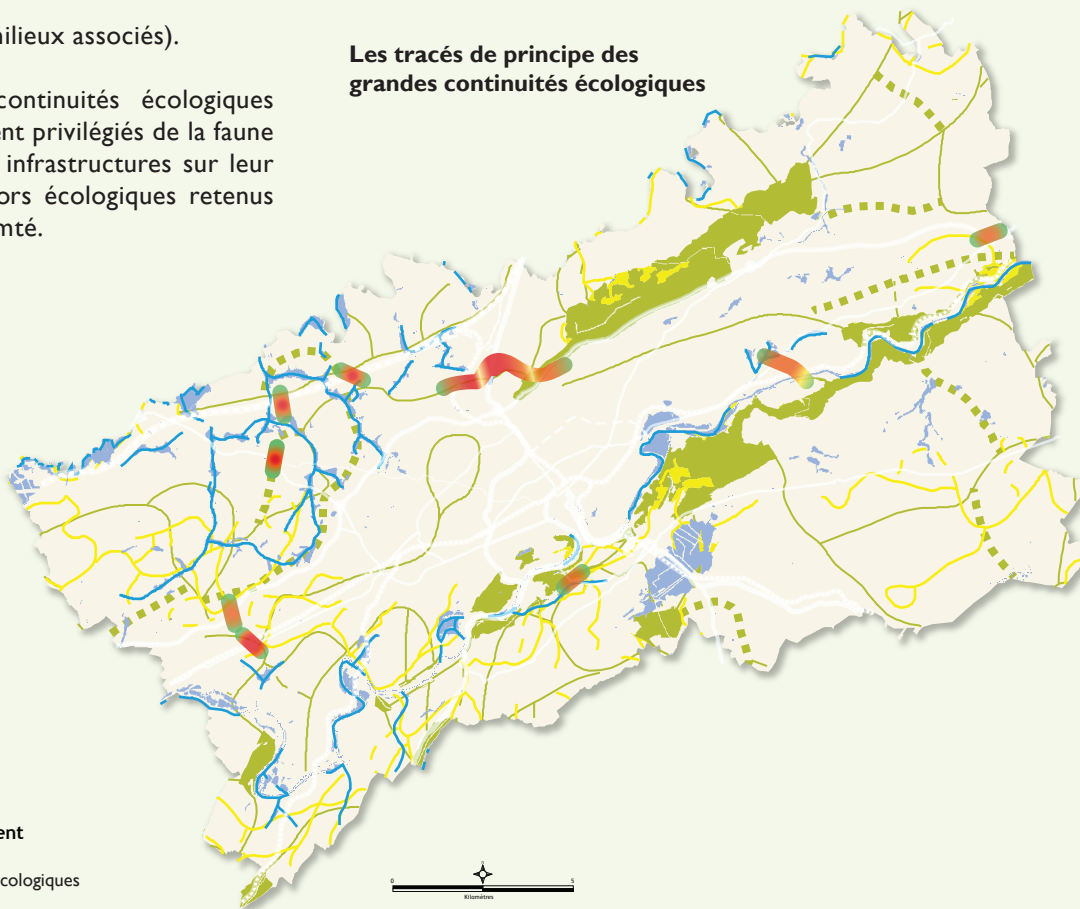 milieux associés).
continuités écologiques
ent privilégiés de la faune
infrastructures sur leur
ors écologiques retenus
mté.
Les tracés de principe des
grandes continuités écologiques
ent
cologiques
0 5
Kilomètres